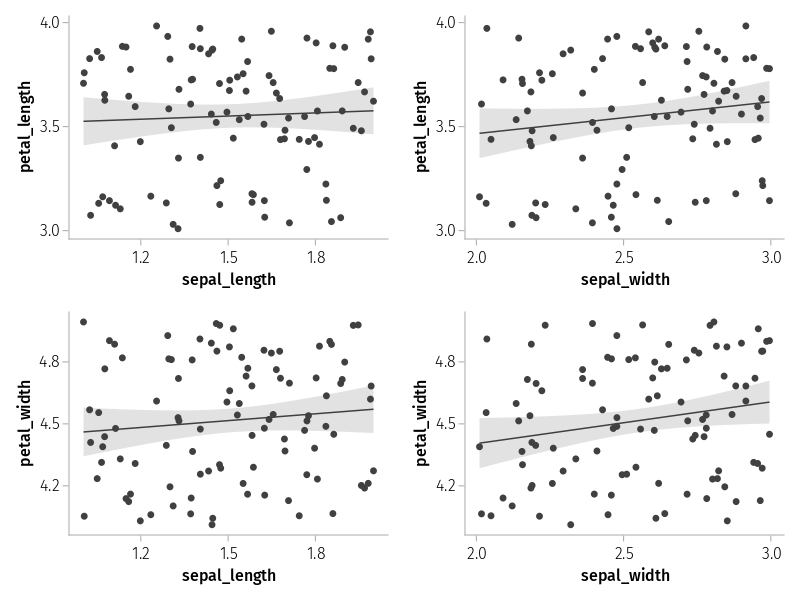 4.0
3.5
3.0
petal_length
1.2 1.5 1.8
sepal_length
4.0
3.5
3.0
petal_length
2.0 2.5 3.0
sepal_width
4.8
4.5
4.2
petal_width
1.2 1.5 1.8
sepal_length
4.8
4.5
4.2
petal_width
2.0 2.5 3.0
sepal_width